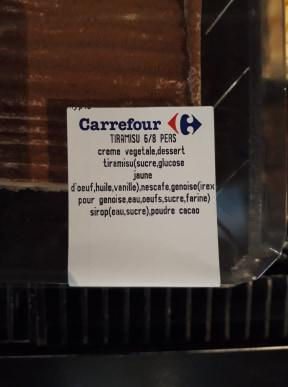 Carrefour
TIRAMISU 6/8 PERS
creme vegetale,dessert
tiramisu(sucre,glucose
jaune
d'oeuf,huile,vanille),nescafe,genoise(irex
pour genoise,eau,oeufs,sucre,farine)
sirop(eau,sucre),poudre cacao